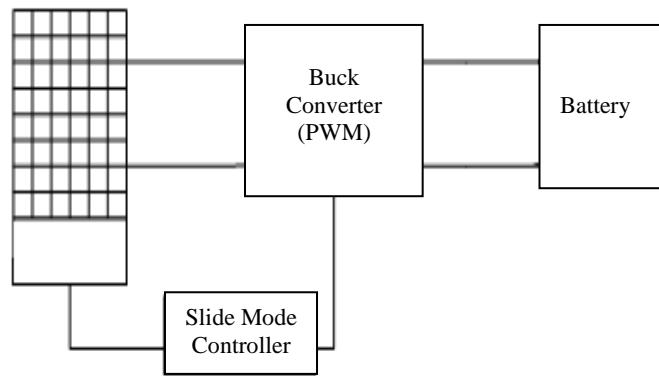 Buck
Converter
(PWM)
Battery
Slide Mode
Controller